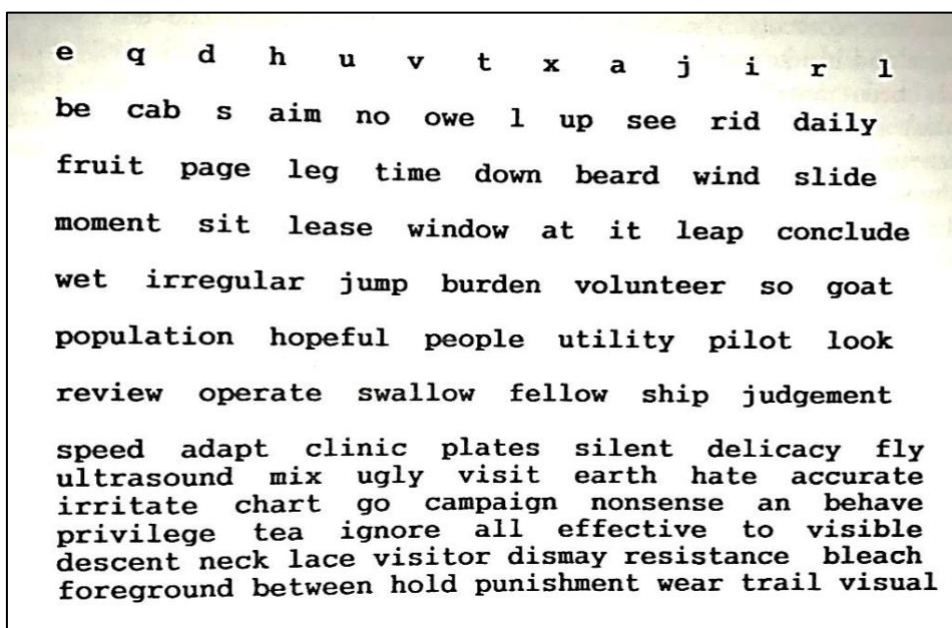 e q d h u v t x a j i r l
be cab s aim no owe l up see rid daily
fruit page leg time down beard wind slide
moment sit lease window at it leap conclude
wet irregular jump burden volunteer so goat
population hopeful people utility pilot look
review operate swallow fellow ship judgement
speed adapt clinic plates silent delicacy fly
ultrasound mix ugly visit earth hate accurate
irritate chart go campaign nonsense an behave
privilege tea ignore all effective to visible
descent neck lace visitor dismay resistance bleach
foreground between hold punishment wear trail visual